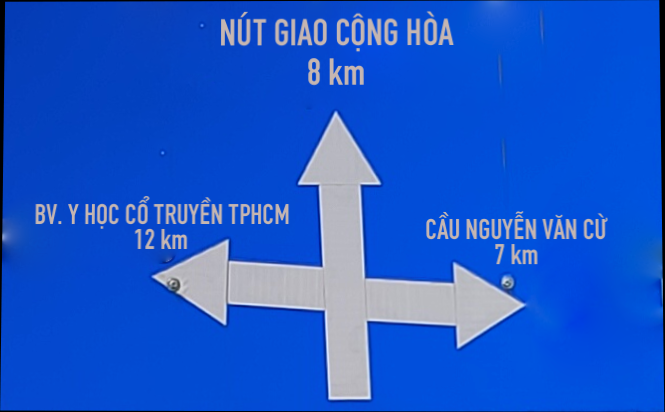 NÚT GIAO CỘNG HÒA
8 km
BV. Y HỌC CỔ TRUYỀN TPHCM
12 km
CẦU NGUYỄN VĂN CỪ
7 km